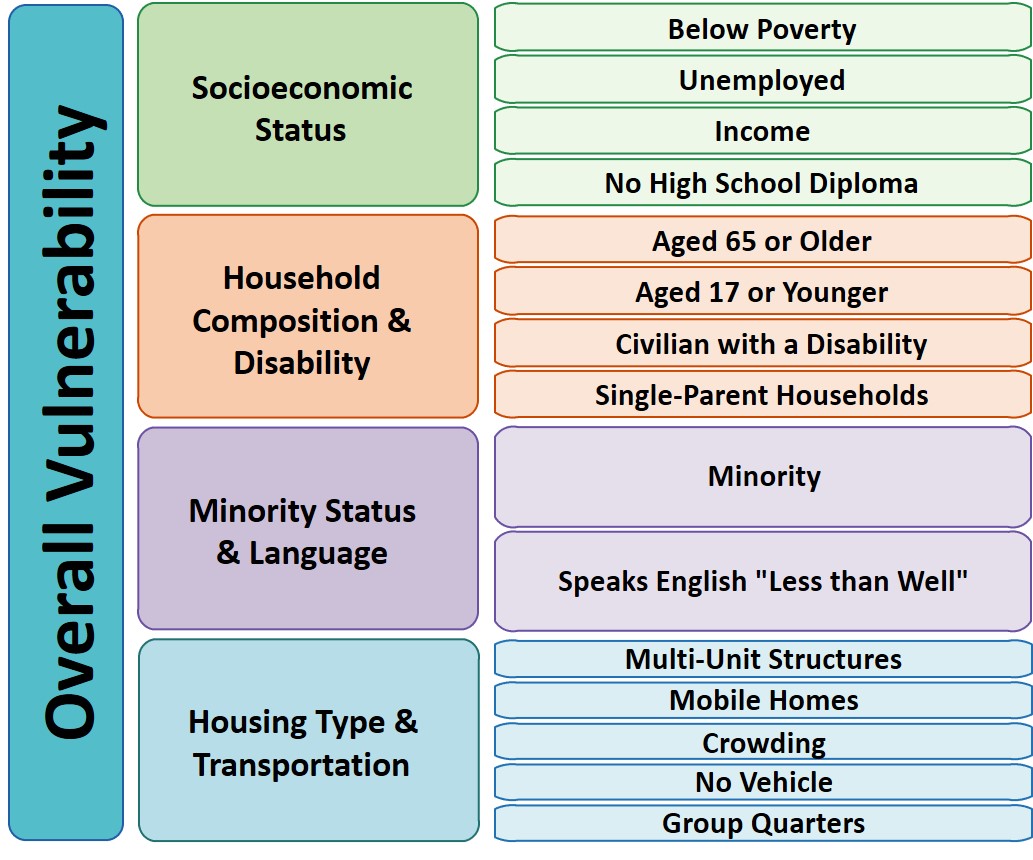 Overall Vulnerability
Socioeconomic
Status
Below Poverty
Unemployed
Income
No High School Diploma
Household
Composition &
Disability
Aged 65 or Older
Aged 17 or Younger
Civilian with a Disability
Single-Parent Households
Minority Status
& Language
Minority
Speaks English "Less than Well"
Housing Type &
Transportation
Multi-Unit Structures
Mobile Homes
Crowding
No Vehicle
Group Quarters